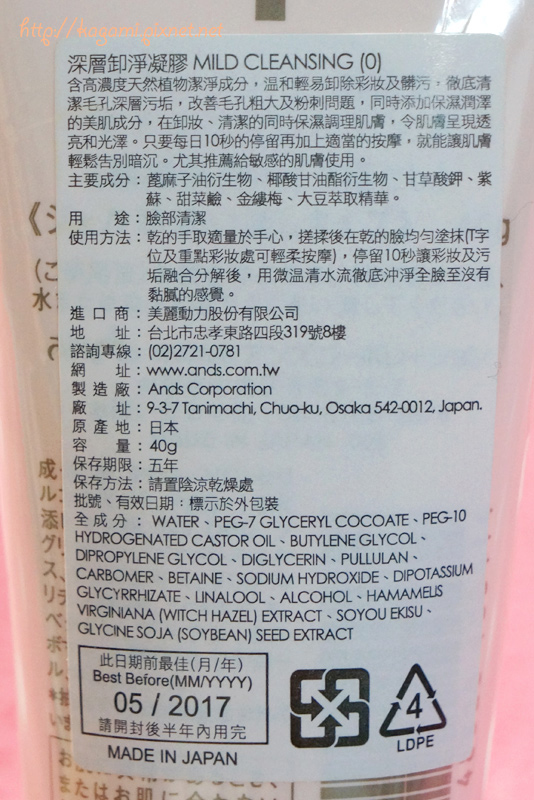 http://kagami.pixnet.net
深層卸淨凝膠 MILD CLEANSING (0)
含高濃度天然植物潔淨成分，温和輕易卸除彩妝及髒污，徹底清
潔毛孔深層污垢，改善毛孔粗大及粉刺問題，同時添加保濕潤澤
的美肌成分，在卸妝、清潔的同時保濕調理肌膚，令肌膚呈現透
亮和光澤。只要每日10秒的停留再加上適當的按摩，就能讓肌膚
輕鬆告別暗沉。尤其推薦給敏感的肌膚使用。
主要成分：蓖麻子油衍生物、椰酸甘油酯衍生物、甘草酸鉀、紫
蘇、甜菜鹼、金縷梅、大豆萃取精華。
用　　途：臉部清潔
使用方法：乾的手取適量於手心，搓揉後在乾的臉均勻塗抹(T字
位及重點彩妝處可輕柔按摩)，停留10秒讓彩妝及污
垢融合分解後，用微温清水流徹底沖淨全臉至沒有
黏膩的感覺。
進 口 商：美麗動力股份有限公司
地　　址：台北市忠孝東路四段319號8樓
諮詢專線：(02)2721-0781
網　　址：www.ands.com.tw
製 造 廠：Ands Corporation
廠　　址：9-3-7 Tanimachi, Chuo-ku, Osaka 542-0012, Japan.
原 產 地：日本
容　　量：40g
保存期限：五年
保存方法：請置陰涼乾燥處
批號、有效日期：標示於外包裝
全 成 分：WATER、PEG-7 GLYCERYL COCOATE、PEG-10
HYDROGENATED CASTOR OIL、BUTYLENE GLYCOL、
DIPROPYLENE GLYCOL、DIGLYCERIN、PULLULAN、
CARBOMER、BETAINE、SODIUM HYDROXIDE、DIPOTASSIUM
GLYCYRRHIZATE、LINALOOL、ALCOHOL、HAMAMELIS
VIRGINIANA (WITCH HAZEL) EXTRACT、SOYOU EKISU、
GLYCINE SOJA (SOYBEAN) SEED EXTRACT
此日期前最佳(月/年)
Best Before(MM/YYYY)
05 / 2017
請開封後半年內用完
MADE IN JAPAN
4
LDPE